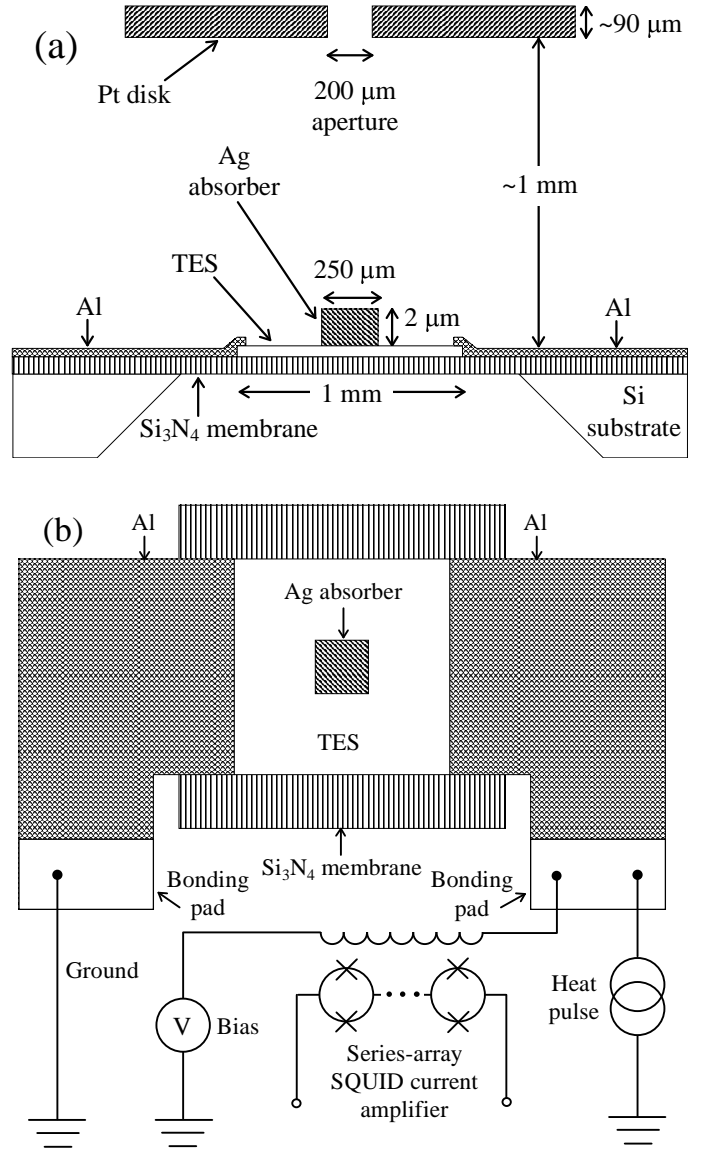 (a)
~90 μm
Pt disk
200 μm
aperture
Ag
absorber
~1 mm
TES
250 μm
Al
2 μm
Al
1 mm
Si
substrate
Si₃N₄ membrane
(b)
Al
Al
Ag absorber
TES
Si₃N₄ membrane
Bonding
pad
Bonding
pad
Ground
V
Bias
Heat
pulse
Series-array
SQUID current
amplifier